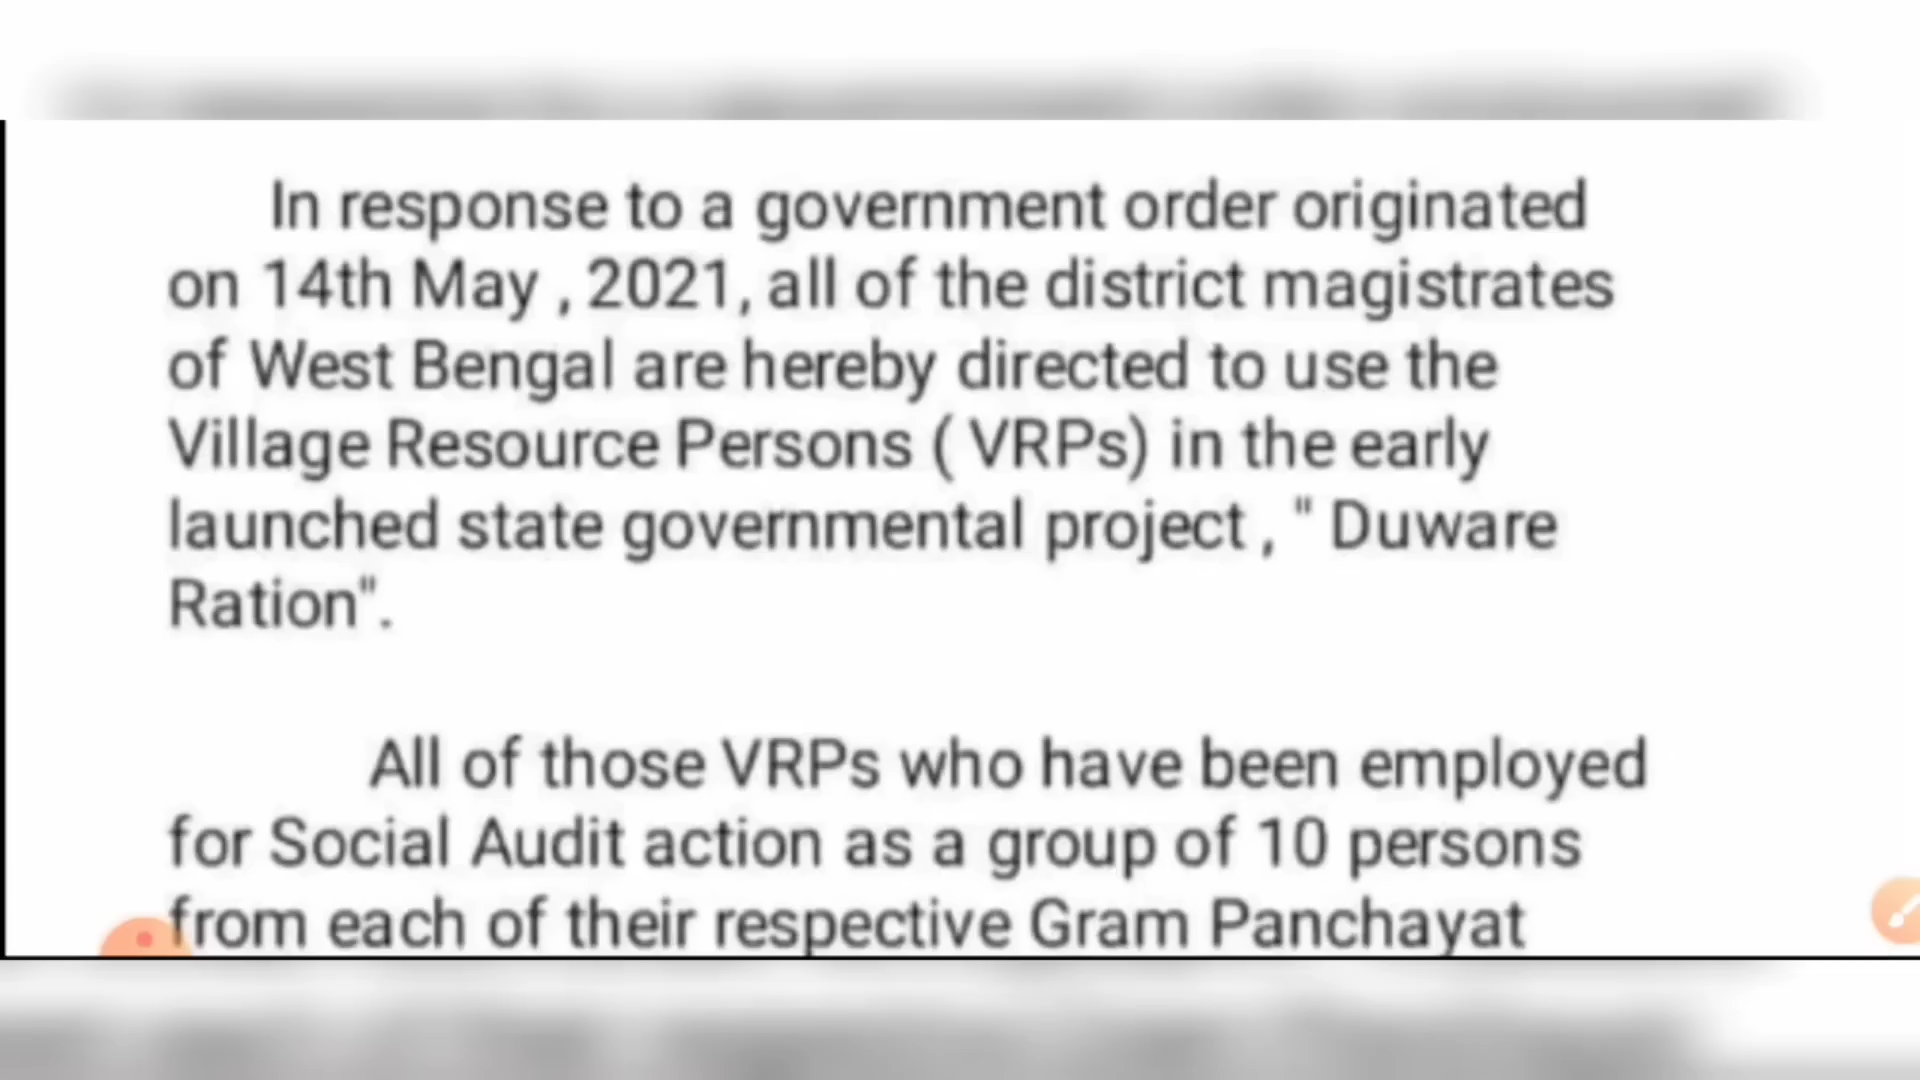 In response to a government order originated
on 14th May , 2021, all of the district magistrates
of West Bengal are hereby directed to use the
Village Resource Persons ( VRPs) in the early
launched state governmental project , " Duware
Ration".
All of those VRPs who have been employed
for Social Audit action as a group of 10 persons
from each of their respective Gram Panchayat